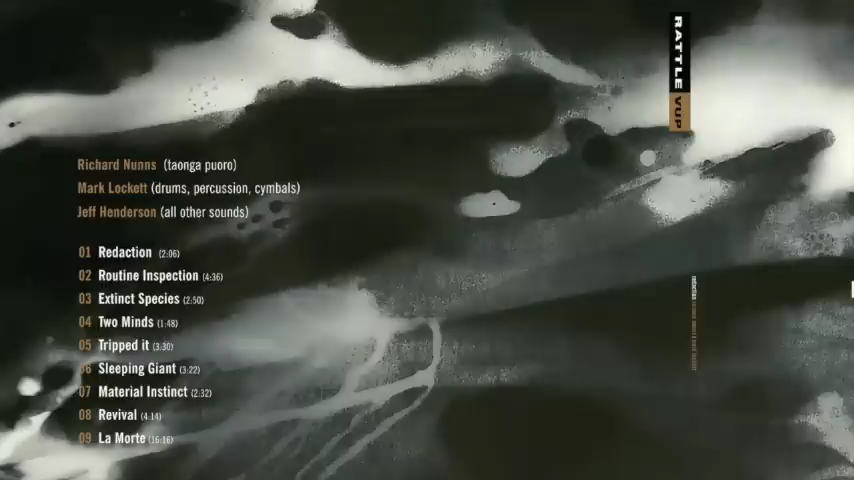 RATTLE VUP
Richard Nunns (taonga puoro)
Mark Lockett (drums, percussion, cymbals)
Jeff Henderson (all other sounds)
01 Redaction (2:06)
02 Routine Inspection (4:36)
03 Extinct Species (2:50)
04 Two Minds (1:48)
05 Tripped it (3:30)
06 Sleeping Giant (3:22)
07 Material Instinct (2:32)
08 Revival (4:14)
09 La Morte (16:16)
redaction